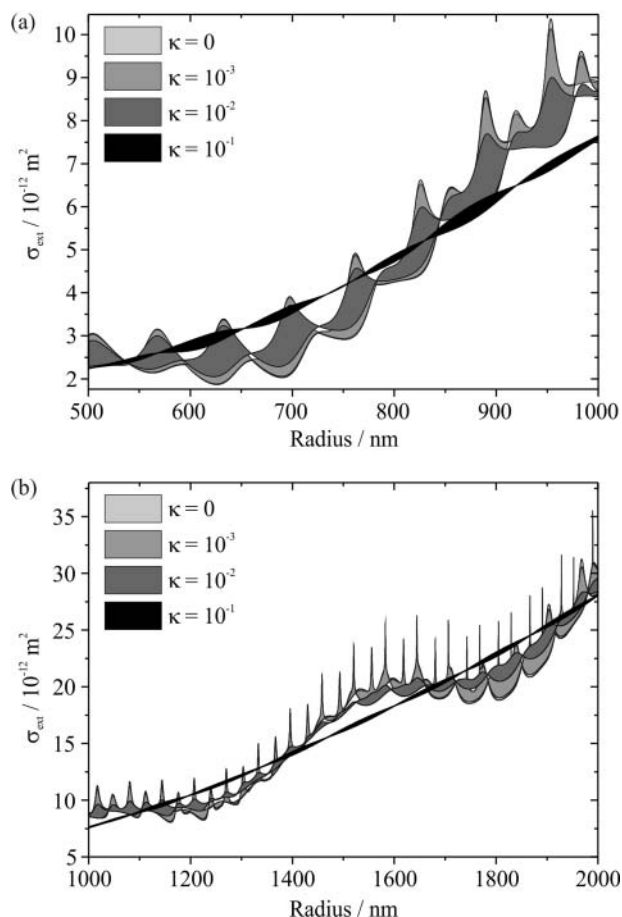 (a)
10
9
8
7
6
5
4
3
2
σext / 10⁻¹² m²
κ = 0
κ = 10⁻³
κ = 10⁻²
κ = 10⁻¹
500 600 700 800 900 1000
Radius / nm
(b)
35
30
25
20
15
10
5
σext / 10⁻¹² m²
κ = 0
κ = 10⁻³
κ = 10⁻²
κ = 10⁻¹
1000 1200 1400 1600 1800 2000
Radius / nm